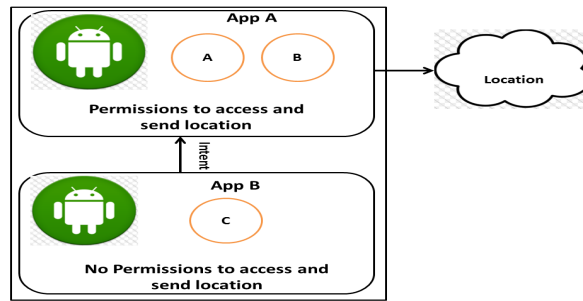 App A
A
B
Permissions to access and
send location
Location
Intent
App B
C
No Permissions to access and
send location